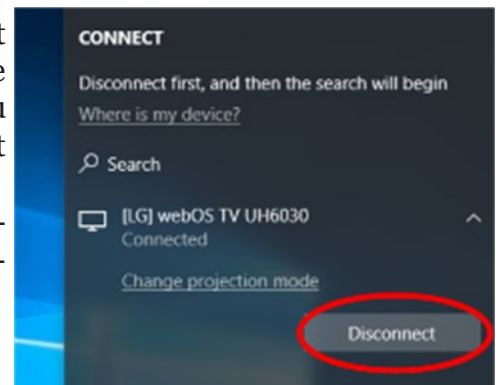 CONNECT
Disconnect first, and then the search will begin
Where is my device?
Search
[LG] webOS TV UH6030
Connected
Change projection mode
Disconnect